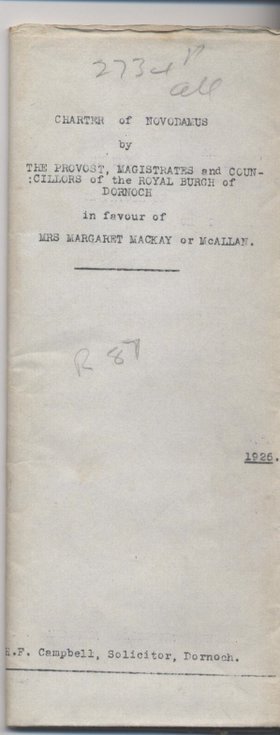 CHARTER of NOVODAMUS
by
THE PROVOST, MAGISTRATES and COUN-
:CILLORS of the ROYAL BURGH of
DORNOCH
in favour of
MRS MARGARET MACKAY or McALLAN.
R 87
1926.
H.F. Campbell, Solicitor, Dornoch.